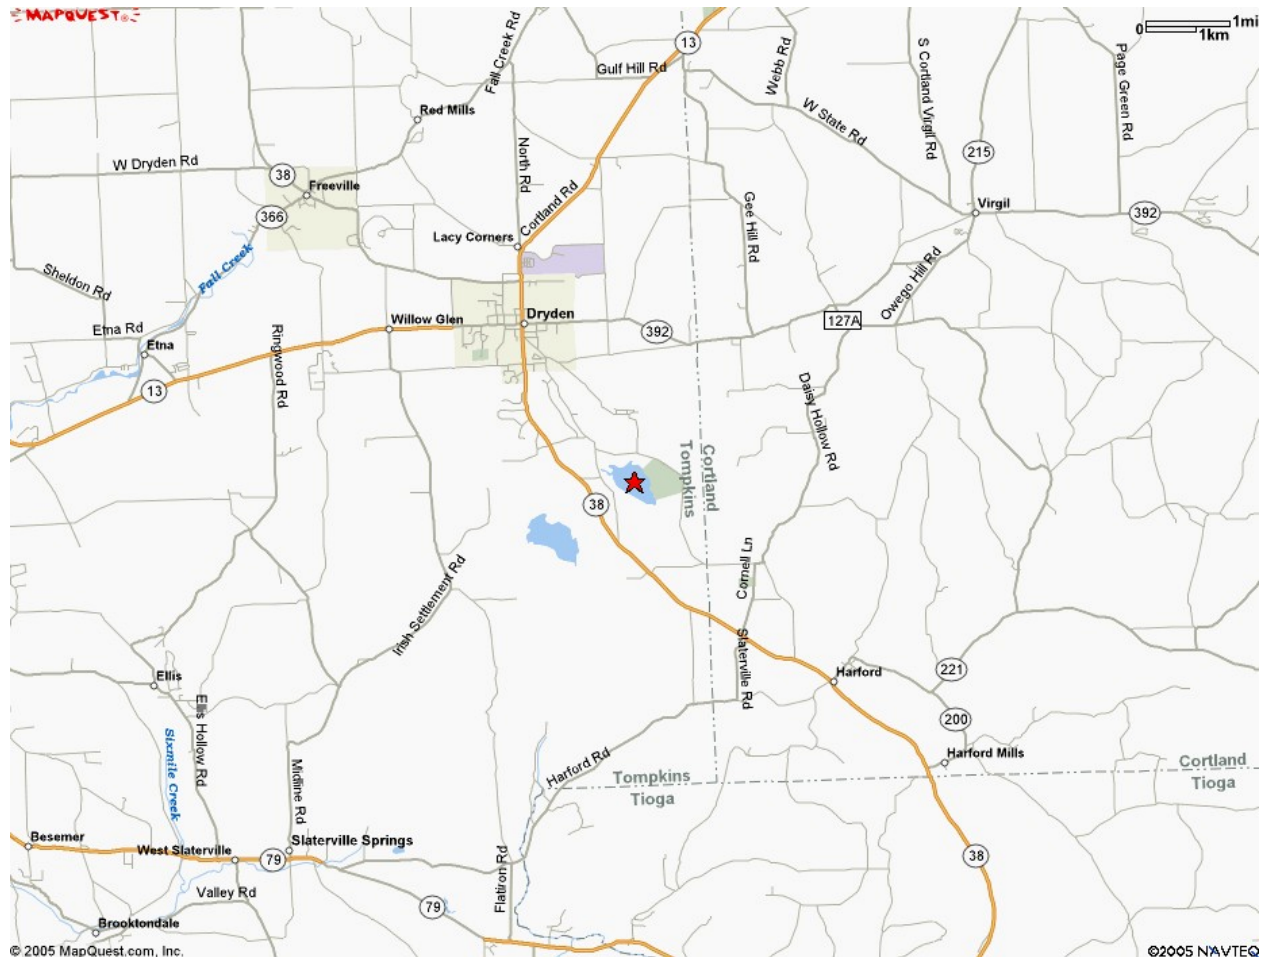 MAPQUEST
0 1mi
1km
13
Gulf Hill Rd
Fall Creek Rd
Webb Rd
S Cortland Virgil Rd
Page Green Rd
Red Mills
W State Rd
North Rd
215
W Dryden Rd
38
Freeville
366
Cortland Rd
Gee Hill Rd
Virgil
392
Lacy Corners
Fall Creek
Sheldon Rd
Owego Hill Rd
Etna Rd
Willow Glen
Dryden
392
127A
Etna
Ringwood Rd
13
Daisy Hollow Rd
Cortland
Tompkins
38
Cornell Ln
Irish Settlement Rd
Slaterville Rd
Harford
221
Ellis
Ellis Hollow Rd
200
Harford Mills
Sixmile Creek
Midline Rd
Harford Rd
Tompkins
Tioga
Cortland
Tioga
Besemer
West Slaterville
79
Slaterville Springs
38
Flatiron Rd
Valley Rd
79
Brooktondale
© 2005 MapQuest.com, Inc.
©2005 NAVTEQ